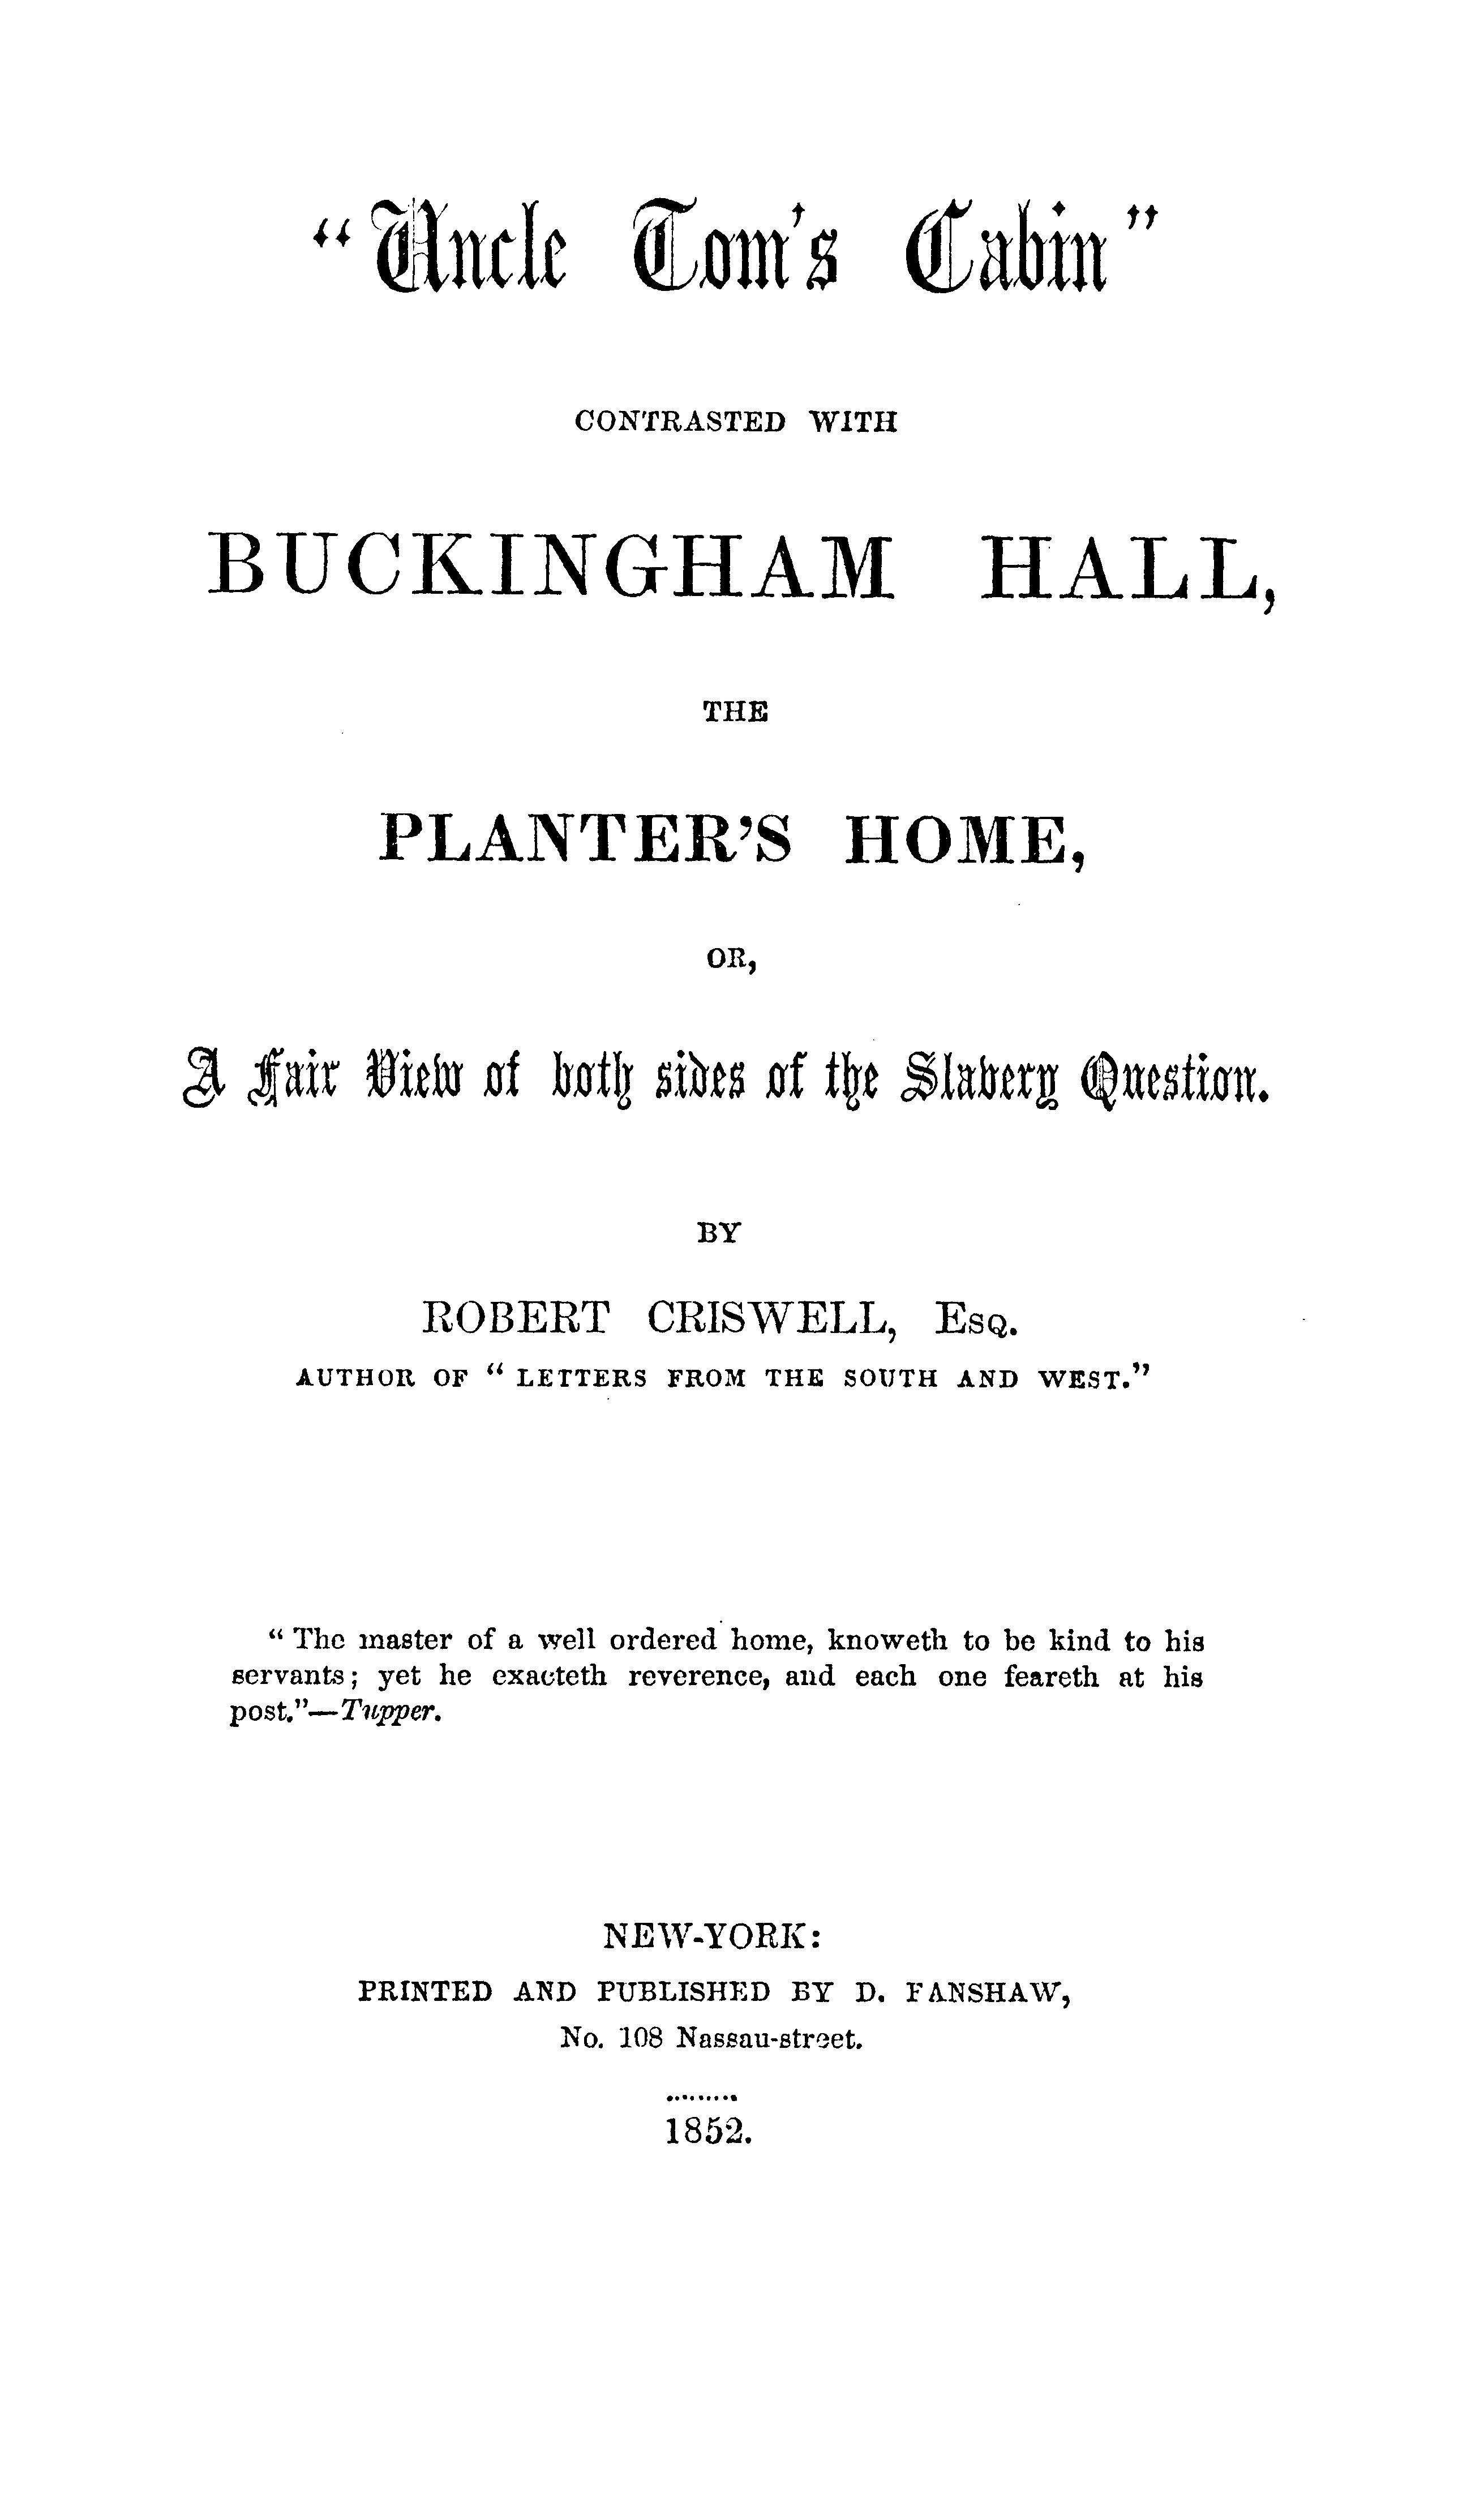 "Uncle Tom's Cabin"
CONTRASTED WITH
BUCKINGHAM HALL,
THE
PLANTER'S HOME,
OR,
A Fair View of both sides of the Slavery Question.
BY
ROBERT CRISWELL, Esq.
AUTHOR OF "LETTERS FROM THE SOUTH AND WEST."
"The master of a well ordered home, knoweth to be kind to his
servants; yet he exacteth reverence, and each one feareth at his
post."—Tupper.
NEW-YORK:
PRINTED AND PUBLISHED BY D. FANSHAW,
No. 108 Nassau-street.
.........
1852.